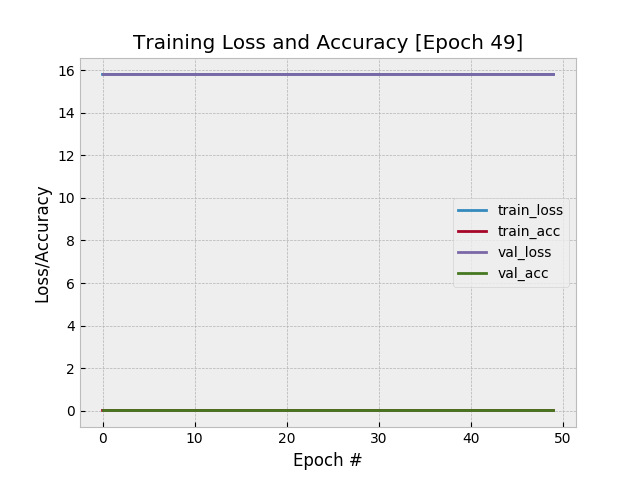 Training Loss and Accuracy [Epoch 49]
16
14
12
10
8
6
4
2
0
Loss/Accuracy
train_loss
train_acc
val_loss
val_acc
0 10 20 30 40 50
Epoch #